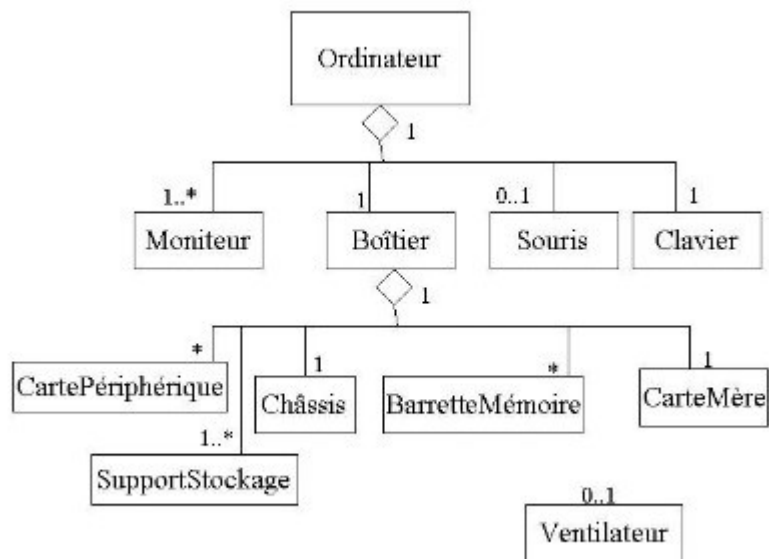 Ordinateur
1
1..*
1
0..1
1
Moniteur
Boîtier
Souris
Clavier
1
*
1
*
1
CartePériphérique
Châssis
BarretteMémoire
CarteMère
1..*
SupportStockage
0..1
Ventilateur